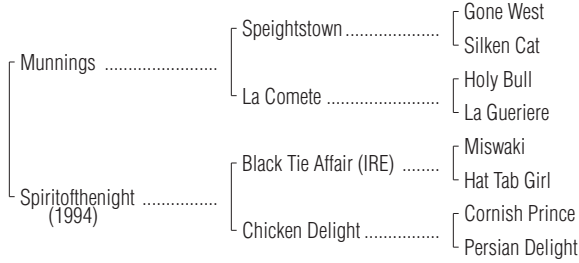 Gone West
Speightstown ....................
Silken Cat
Munnings ........................
Holy Bull
La Comete ........................
La Gueriere
Miswaki
Black Tie Affair (IRE) ........
Hat Tab Girl
Spiritofthenight ................
(1994)
Cornish Prince
Chicken Delight ................
Persian Delight